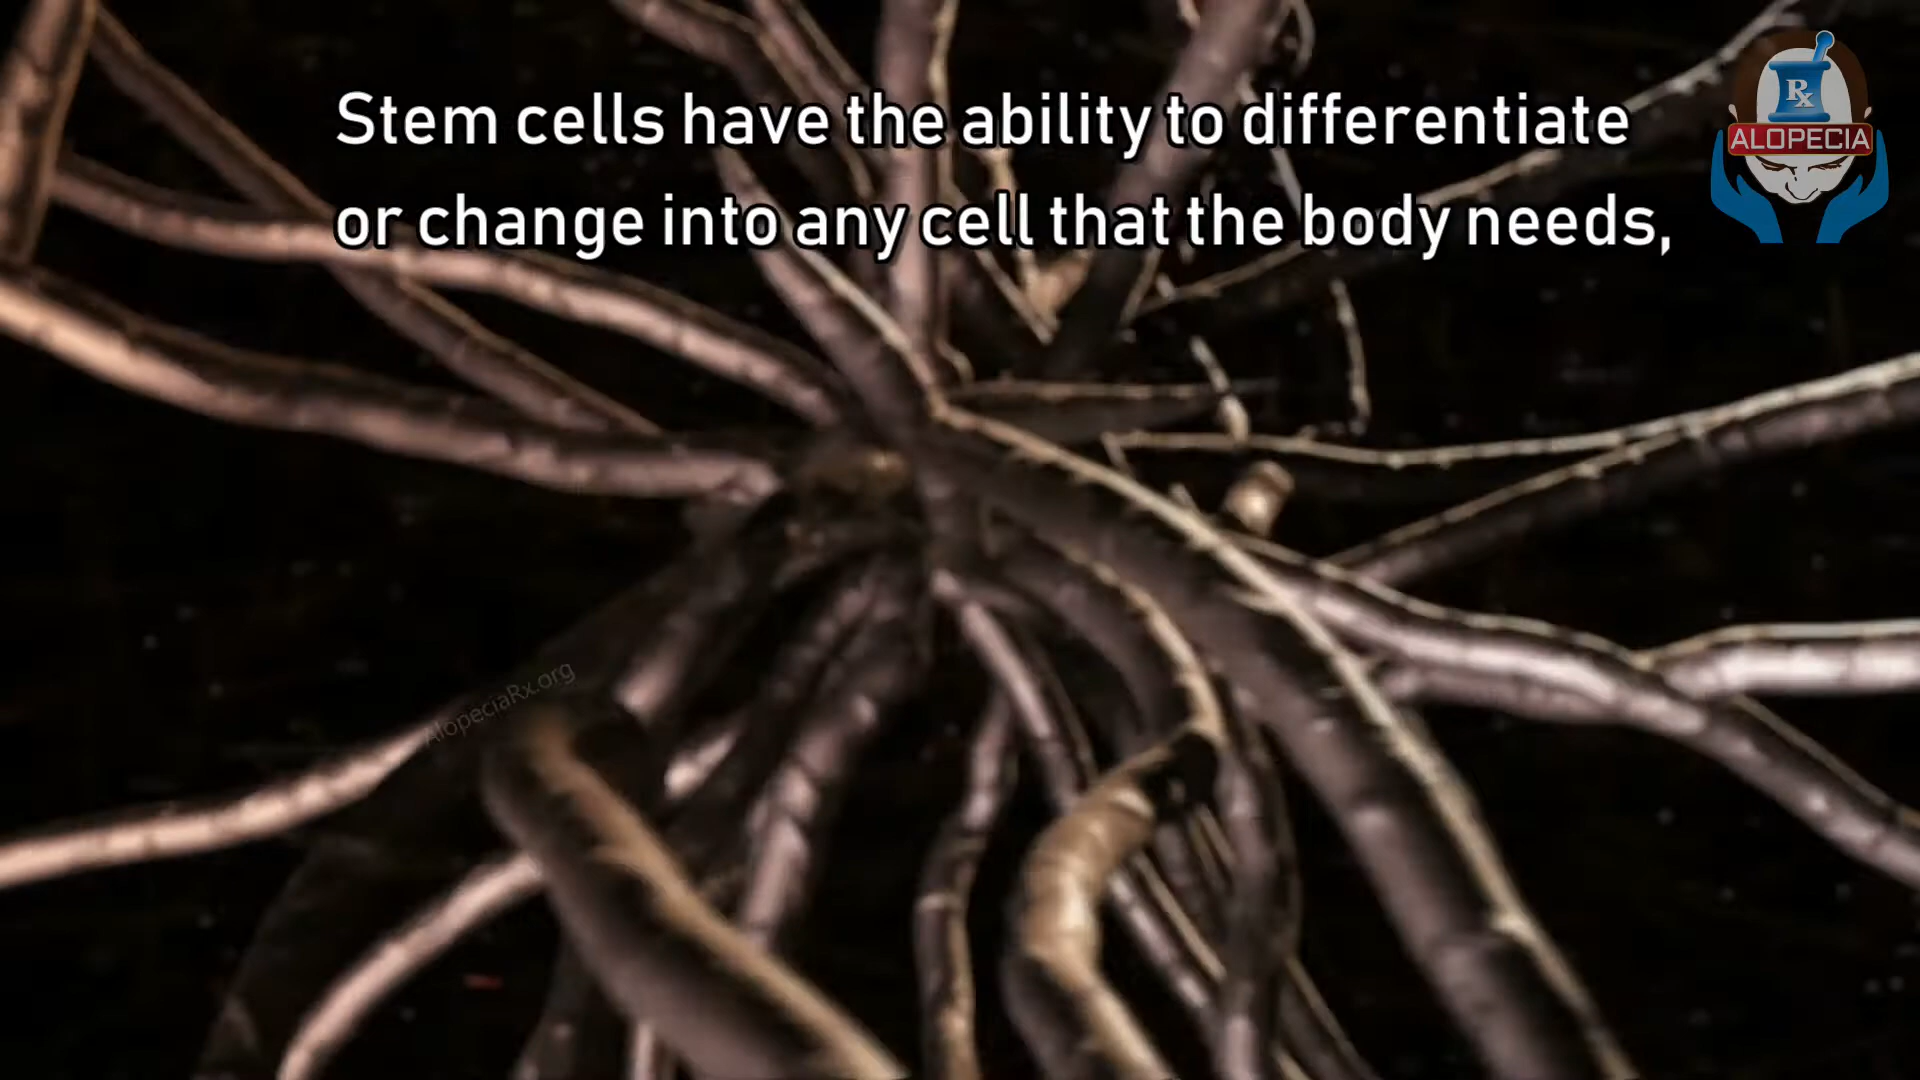 Stem cells have the ability to differentiate
or change into any cell that the body needs,
Rx
ALOPECIA
AlopeciaRx.org